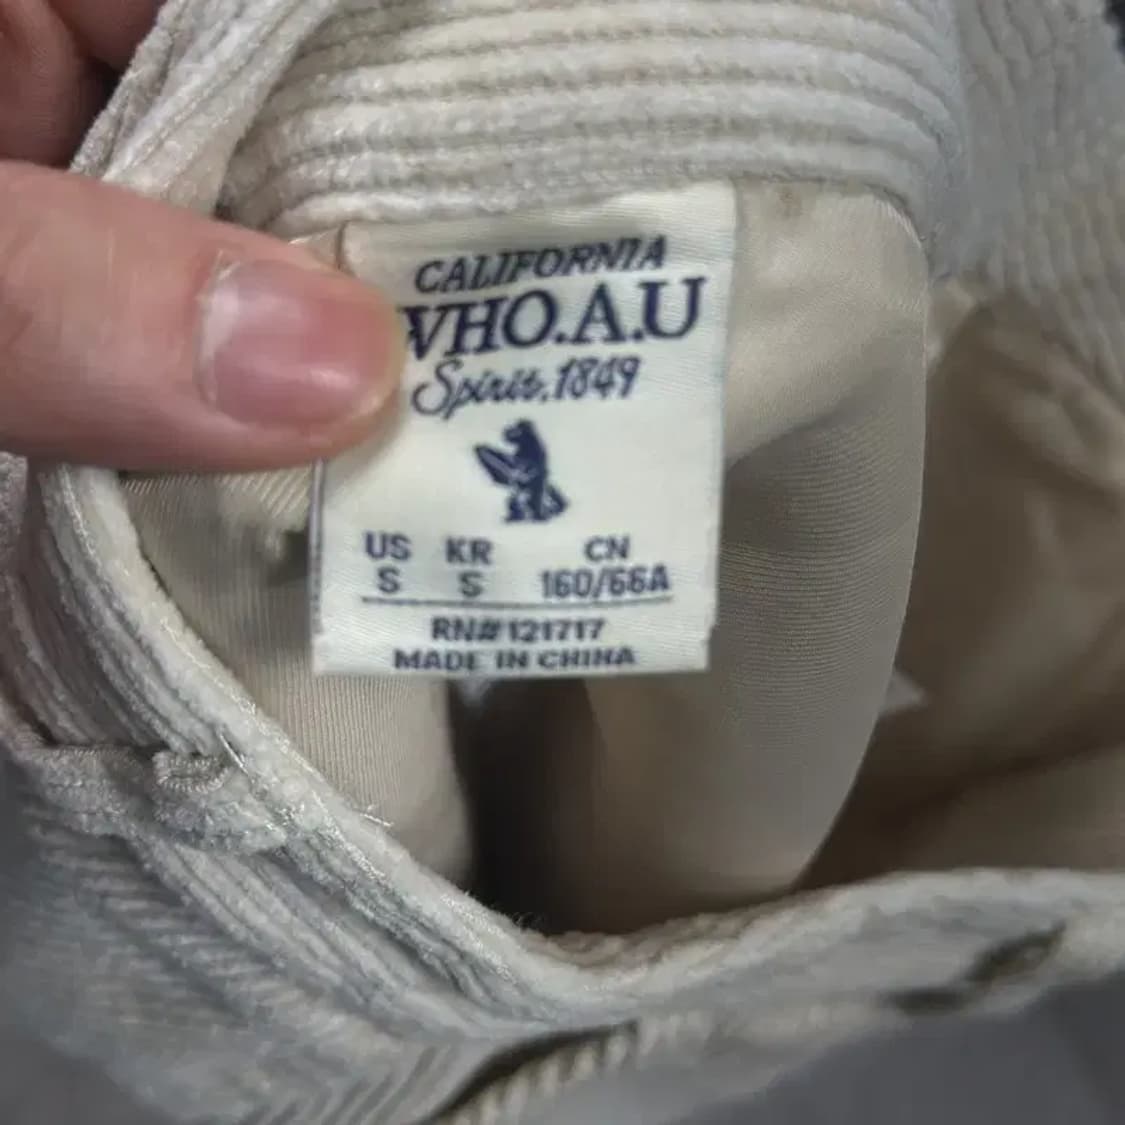 CALIFORNIA
WHO.A.U
Spirit.1849
US KR CN
S S 160/66A
RN#121717
MADE IN CHINA